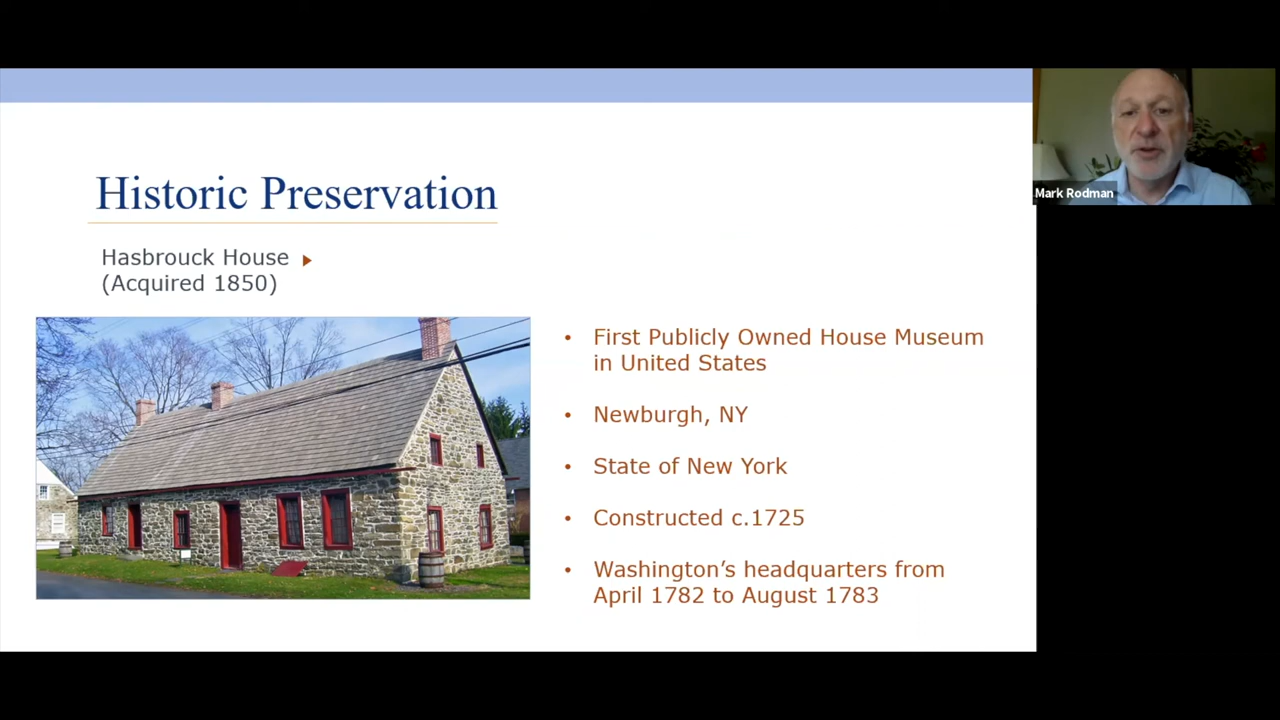 Historic Preservation
Hasbrouck House
(Acquired 1850)
• First Publicly Owned House Museum
in United States
• Newburgh, NY
• State of New York
• Constructed c.1725
• Washington’s headquarters from
April 1782 to August 1783
Mark Rodman